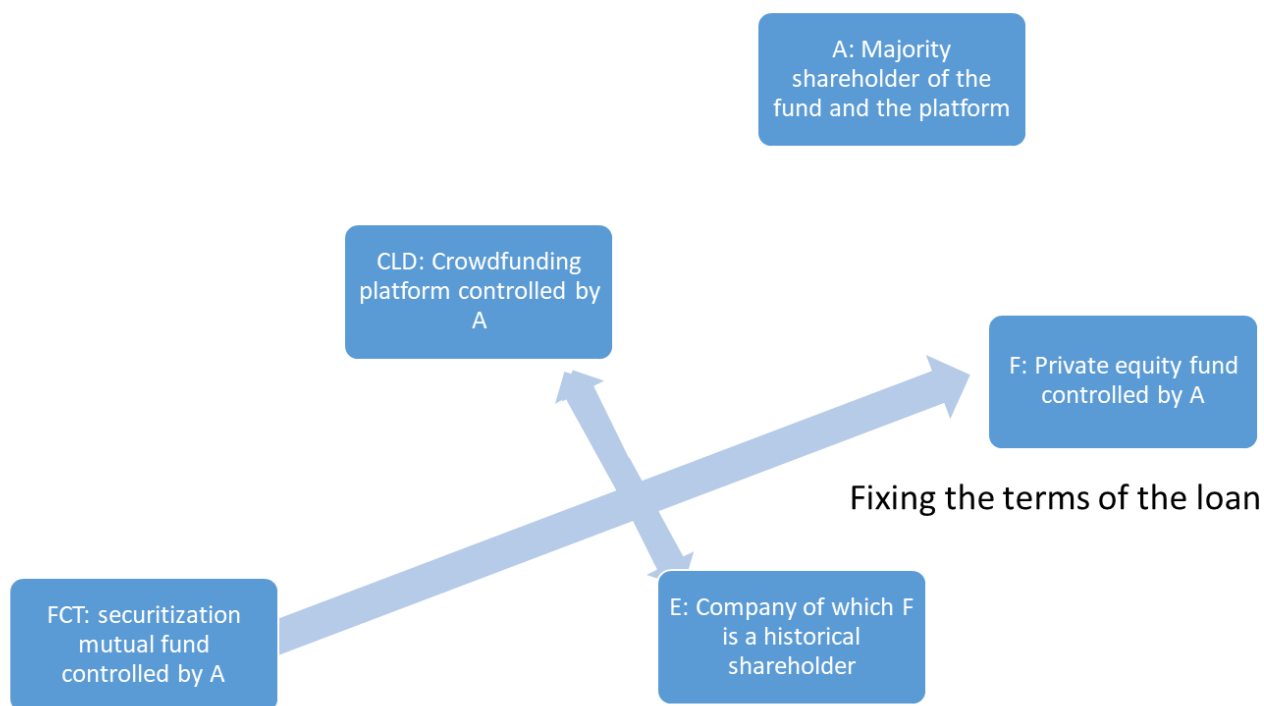 A: Majority
shareholder of the
fund and the platform
CLD: Crowdfunding
platform controlled by
A
F: Private equity fund
controlled by A
Fixing the terms of the loan
FCT: securitization
mutual fund
controlled by A
E: Company of which F
is a historical
shareholder